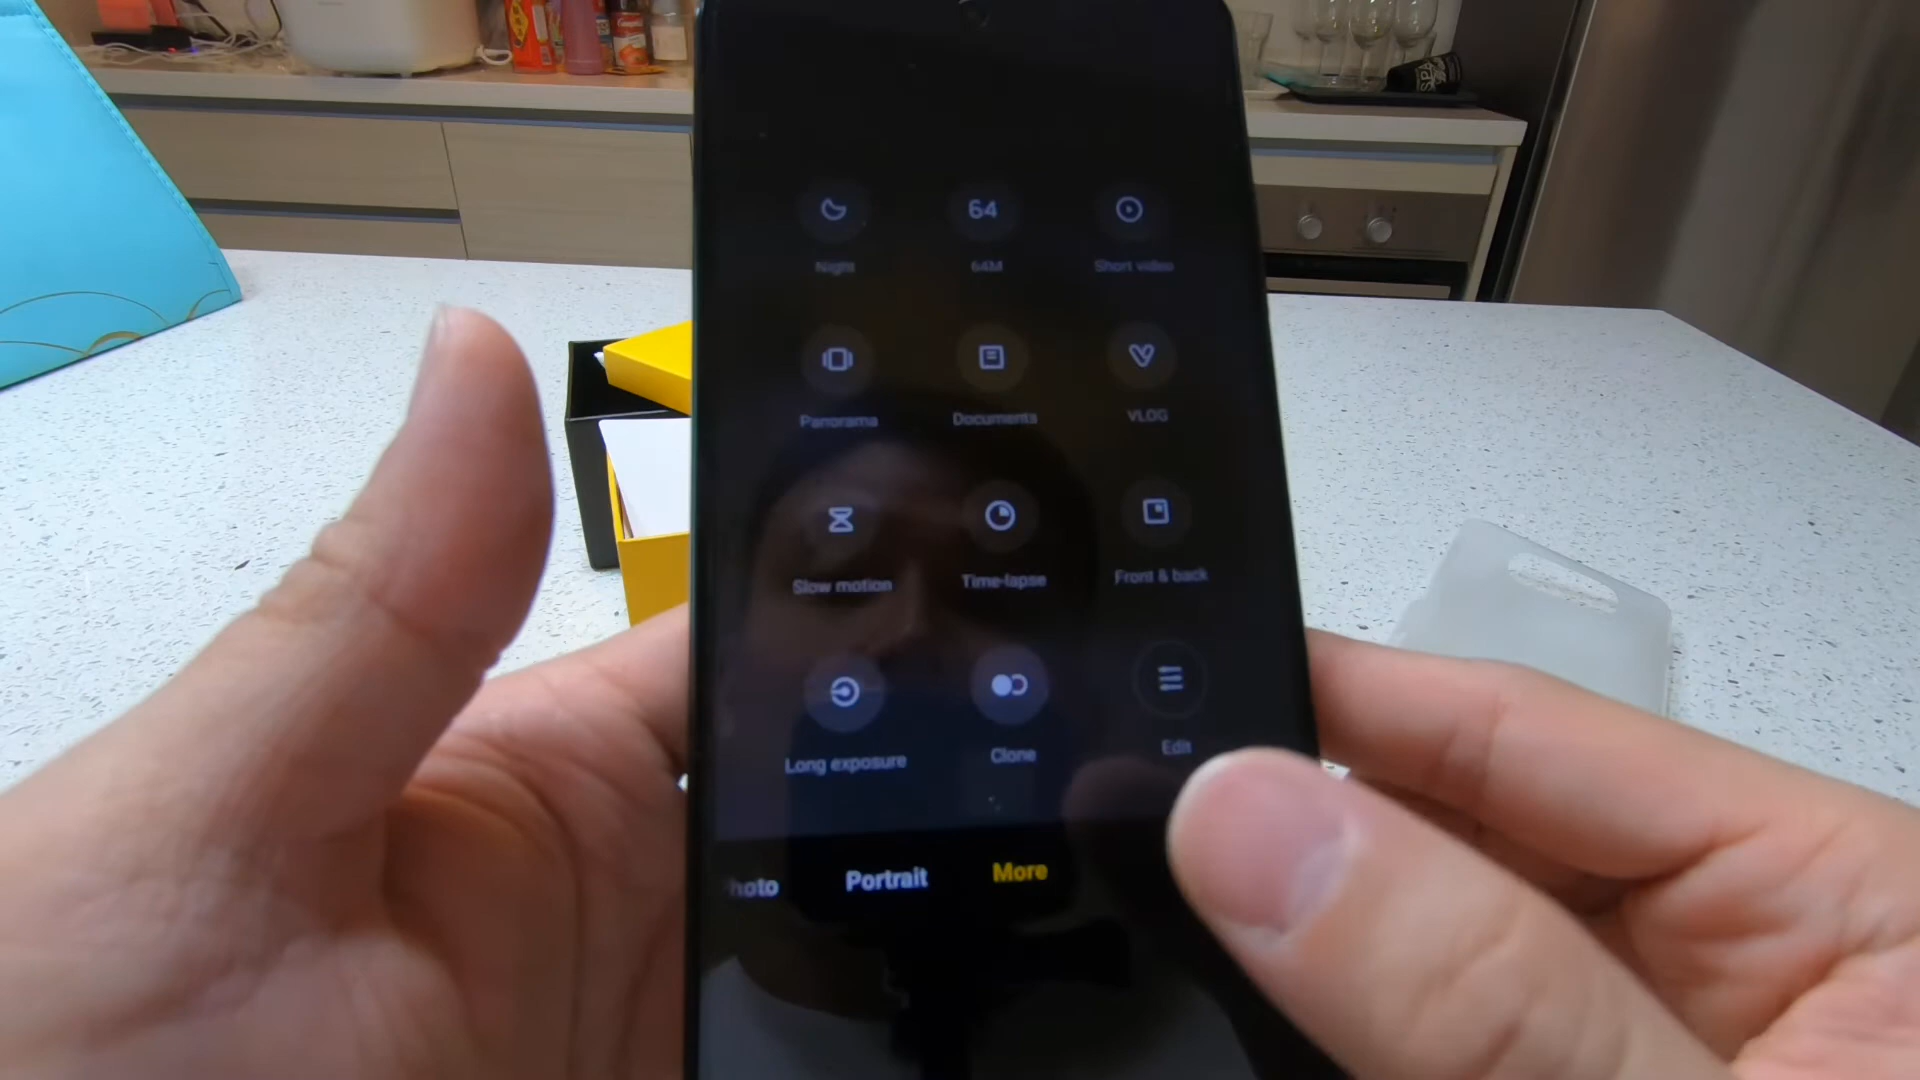 SPA
64
Night
64M
Short video
Panorama
Documents
VLOG
Slow motion
Time-lapse
Front & back
Long exposure
Clone
Edit
hoto
Portrait
More